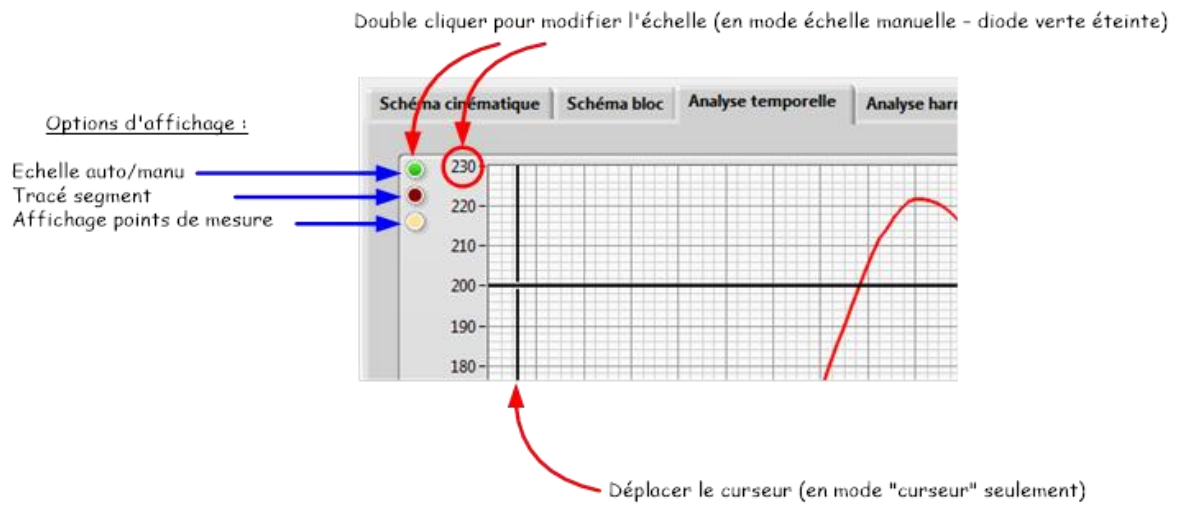 Double cliquer pour modifier l'échelle (en mode échelle manuelle - diode verte éteinte)
Schéma cinématique Schéma bloc Analyse temporelle Analyse harr
Options d'affichage :
Echelle auto/manu
Tracé segment
Affichage points de mesure
230
220
210
200
190
180
Déplacer le curseur (en mode "curseur" seulement)